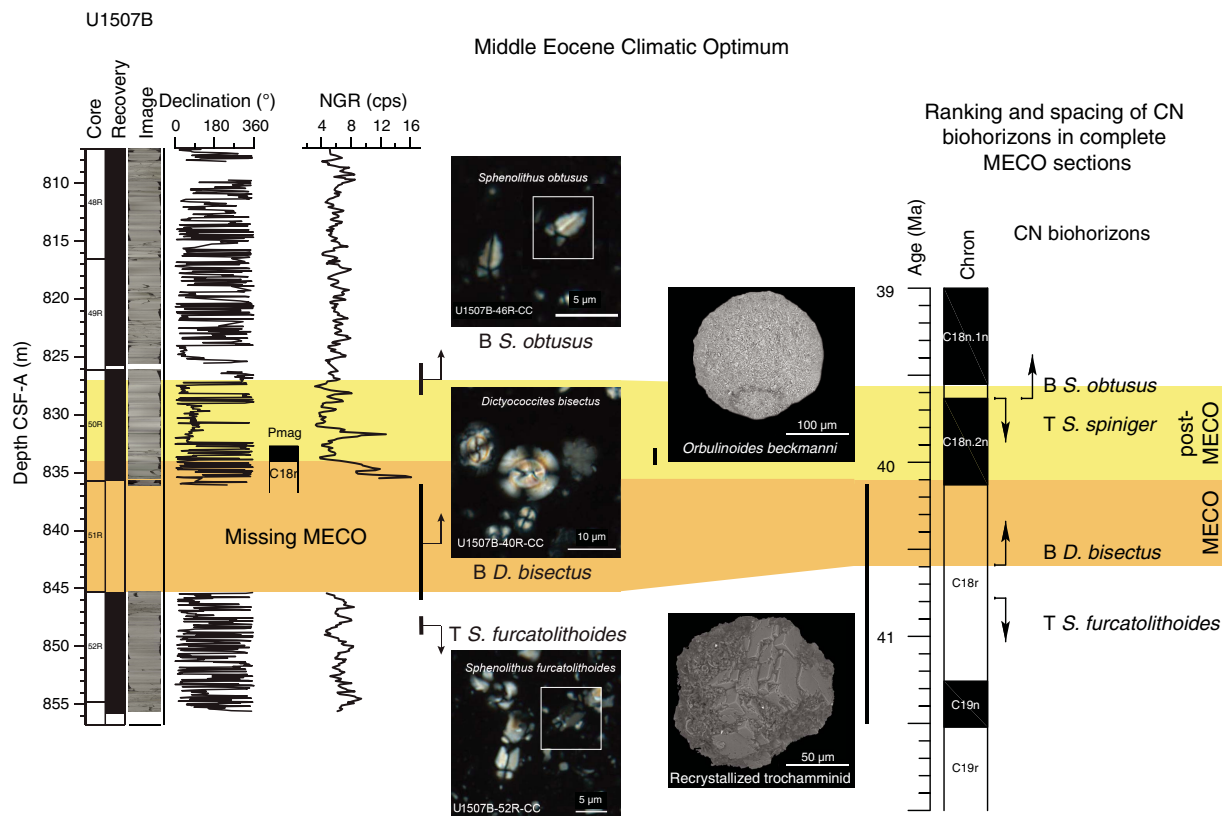 U1507B
Middle Eocene Climatic Optimum
Core
Recovery
Image
Declination (°)
0 180 360
NGR (cps)
4 8 12 16
Depth CSF-A (m)
810
815
820
825
830
835
840
845
850
855
48R
49R
50R
51R
52R
Pmag
C18r
Missing MECO
Sphenolithus obtusus
5 µm
U1507B-46R-CC
B S. obtusus
Dictyococcites bisectus
U1507B-40R-CC
10 µm
B D. bisectus
T S. furcatolithoides
Sphenolithus furcatolithoides
U1507B-52R-CC
5 µm
100 µm
Orbulinoides beckmanni
50 µm
Recrystallized trochamminid
Ranking and spacing of CN
biohorizons in complete
MECO sections
Age (Ma)
Chron
CN biohorizons
39
40
41
C18n.1n
C18n.2n
C18r
C19n
C19r
B S. obtusus
T S. spiniger
B D. bisectus
T S. furcatolithoides
post-
MECO
MECO